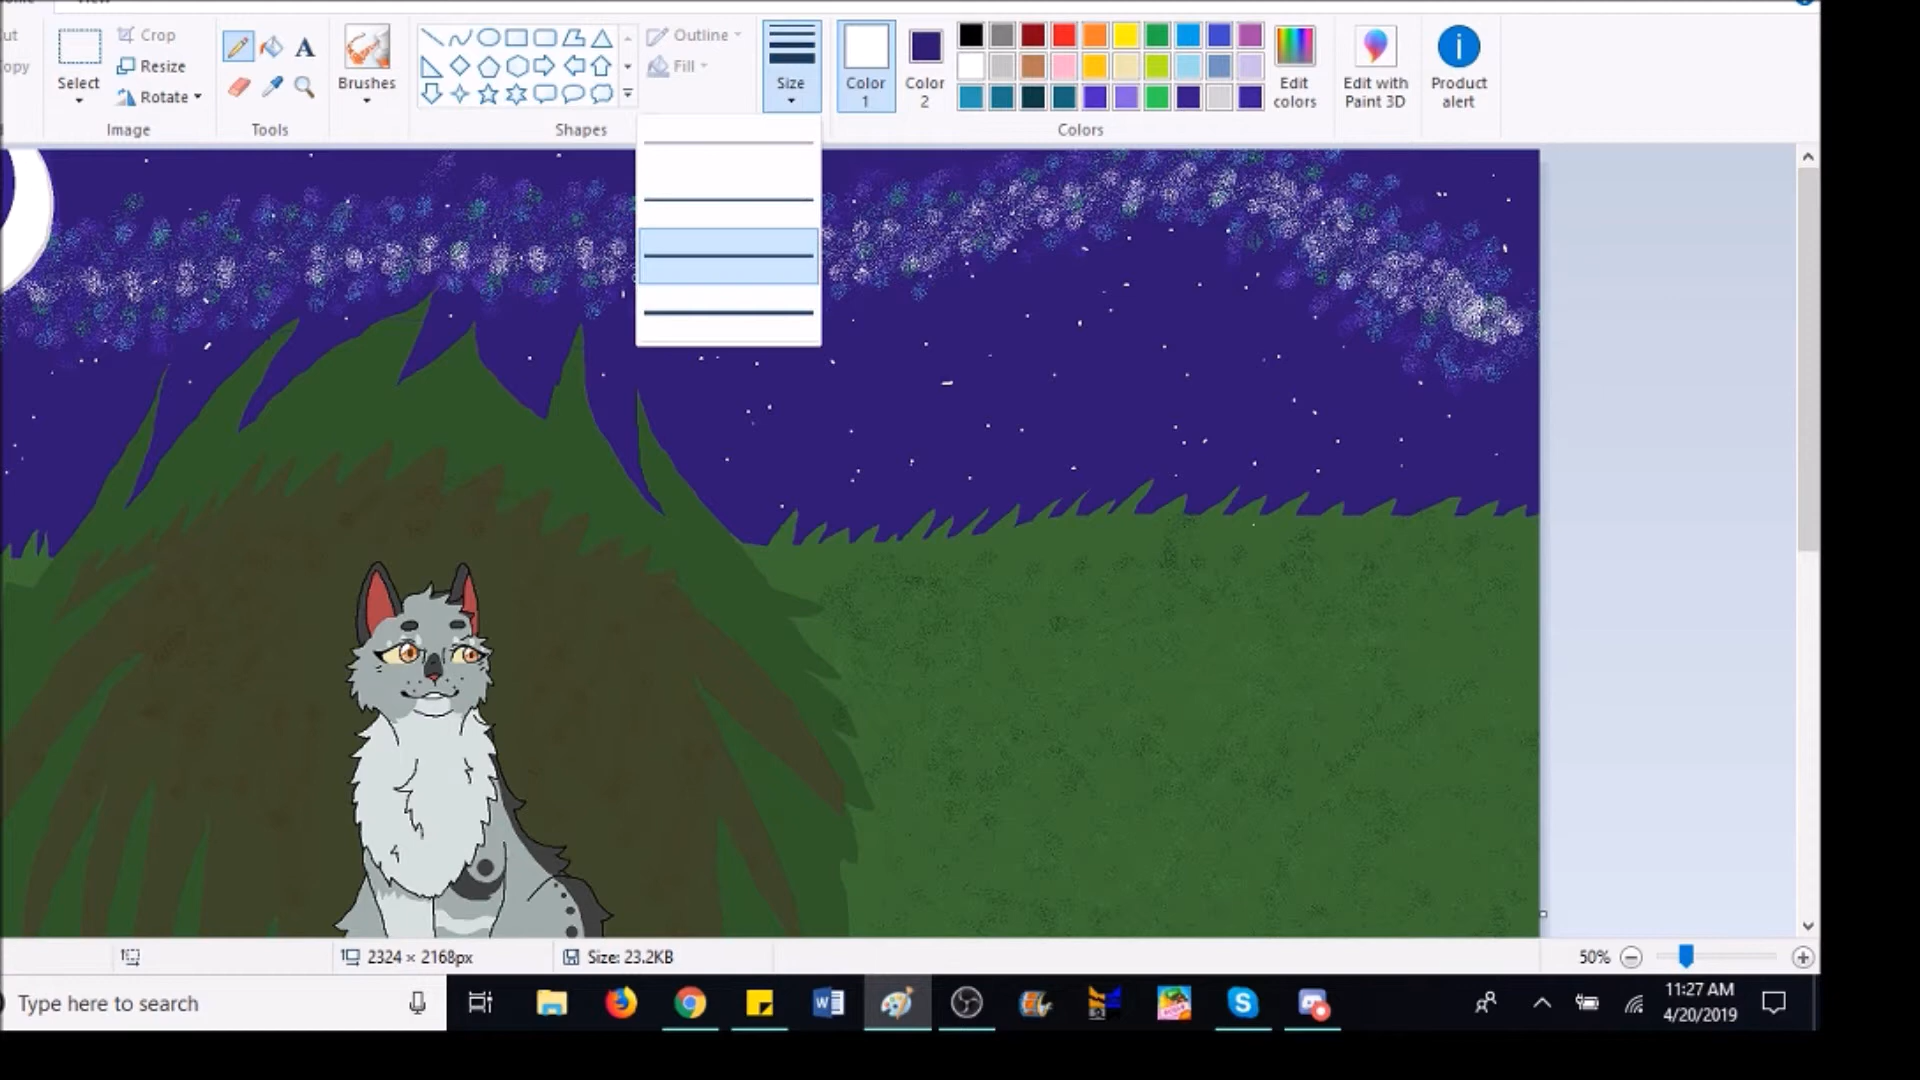 Crop
Resize
Rotate
Select
Image
Tools
Brushes
Shapes
Outline
Fill
Size
Color
1
Color
2
Colors
Edit
colors
Edit with
Paint 3D
Product
alert
2324 × 2168px
Size: 23.2KB
50%
Type here to search
11:27 AM
4/20/2019